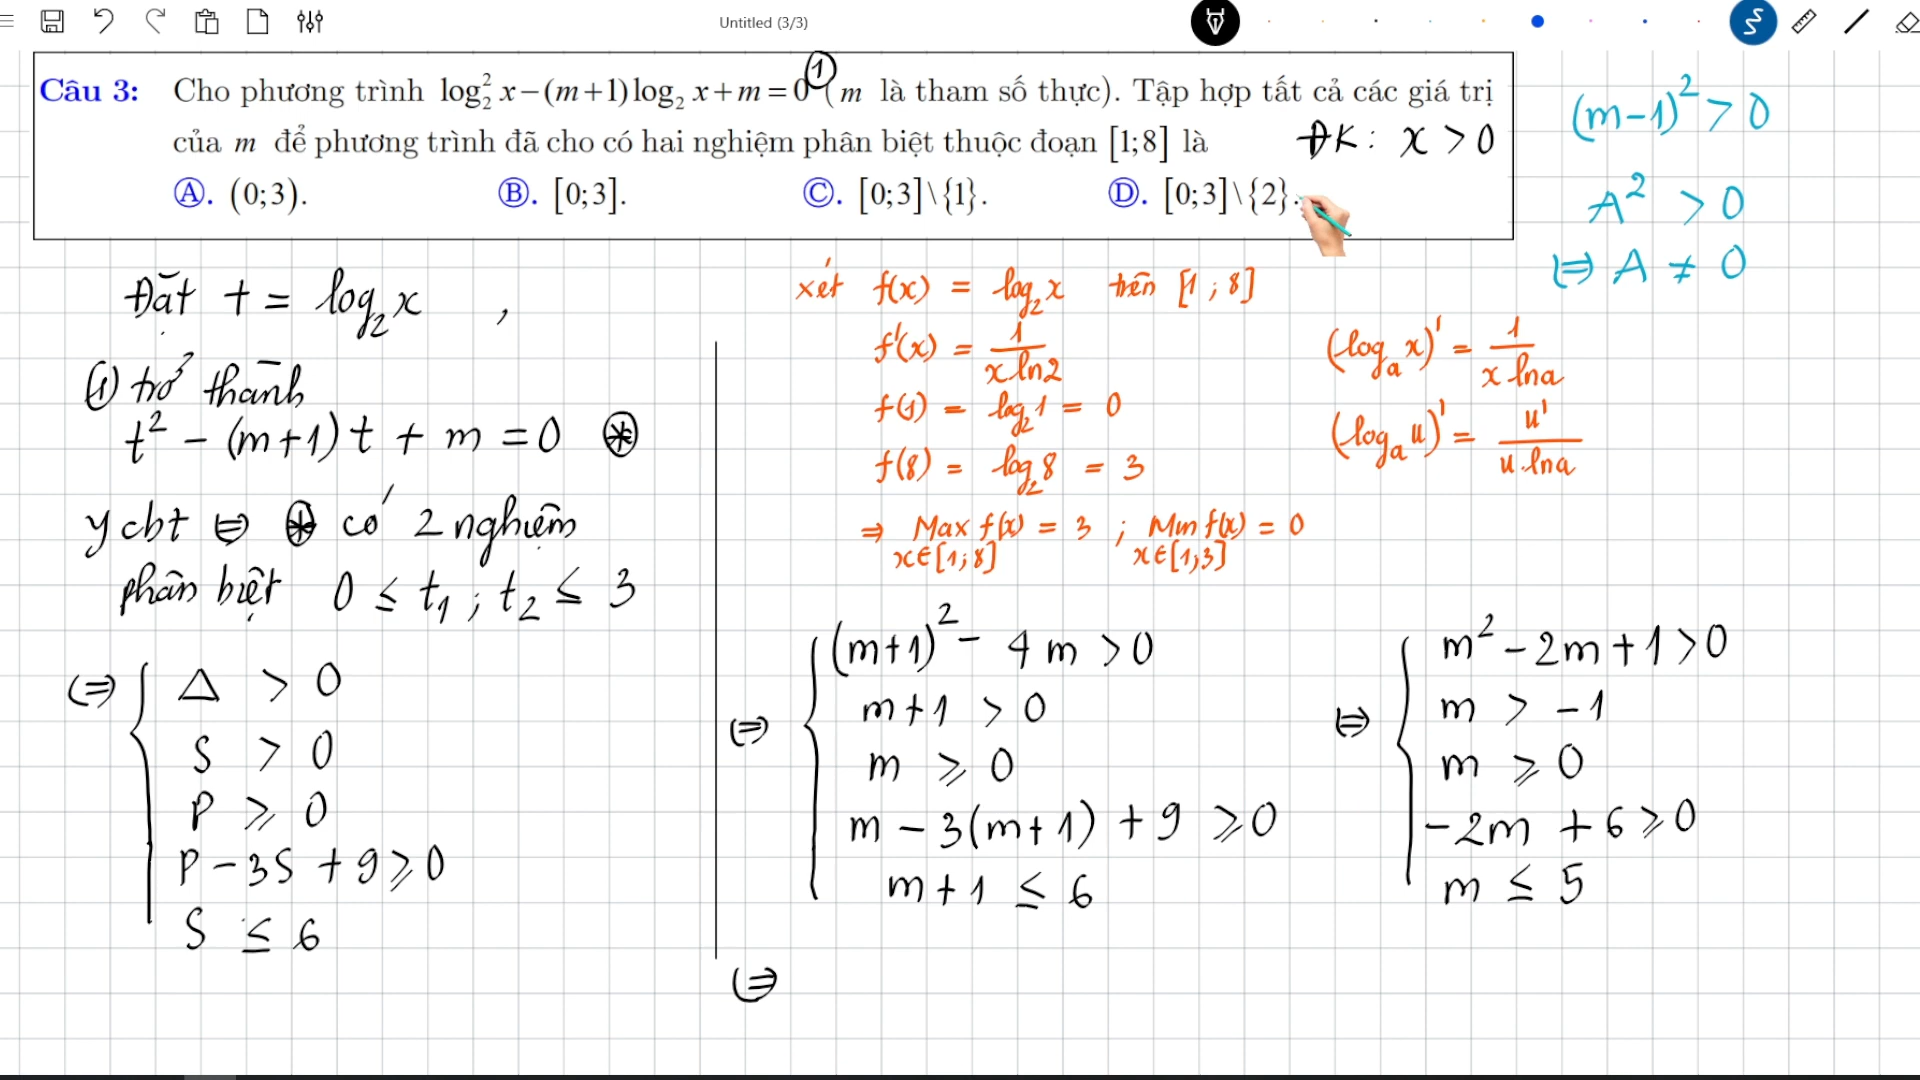 Untitled (3/3)
Câu 3: Cho phương trình log₂² x − (m+1) log₂ x + m = 0 ① (m là tham số thực). Tập hợp tất cả các giá trị
của m để phương trình đã cho có hai nghiệm phân biệt thuộc đoạn [1;8] là ĐK: x > 0
A. (0;3). B. [0;3]. C. [0;3]\{1}. D. [0;3]\{2}.
(m−1)² > 0
A² > 0
⇔ A ≠ 0
Đặt t = log₂x ,
(1) trở thành
t² − (m+1)t + m = 0 ⊛
ycbt ⇔ ⊛ có 2 nghiệm
phân biệt 0 ≤ t₁ ; t₂ ≤ 3
⇔ { Δ > 0
S > 0
P ⩾ 0
P − 3S + 9 ⩾ 0
S ≤ 6
xét f(x) = log₂x trên [1 ; 8]
f'(x) = 1/(x ln2)
f(1) = log₂1 = 0
f(8) = log₂8 = 3
⇒ Max f(x) = 3 ; Min f(x) = 0
x∈[1;8] x∈[1;3]
(logₐ x)' = 1/(x lna)
(logₐ u)' = u'/(u.lna)
⇔ { (m+1)² − 4m > 0
m+1 > 0
m ⩾ 0
m − 3(m+1) + 9 ⩾ 0
m+1 ≤ 6
⇔ { m² − 2m + 1 > 0
m > −1
m ⩾ 0
−2m + 6 ⩾ 0
m ≤ 5
⇔